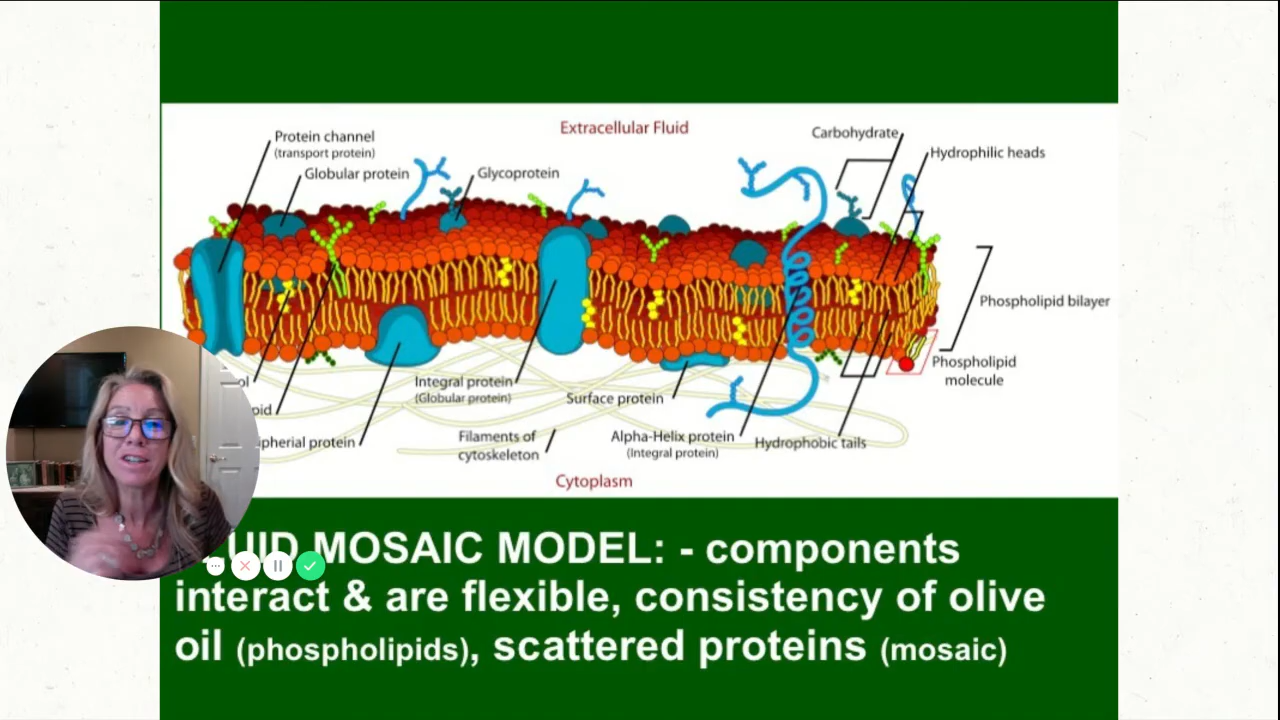 Extracellular Fluid
Protein channel
(transport protein)
Globular protein
Glycoprotein
Carbohydrate
Hydrophilic heads
Phospholipid bilayer
Phospholipid
molecule
Integral protein
(Globular protein)
Surface protein
protein
Filaments of
cytoskeleton
Alpha-Helix protein
(Integral protein)
Hydrophobic tails
Cytoplasm
MOSAIC MODEL: - components
interact & are flexible, consistency of olive
oil (phospholipids), scattered proteins (mosaic)